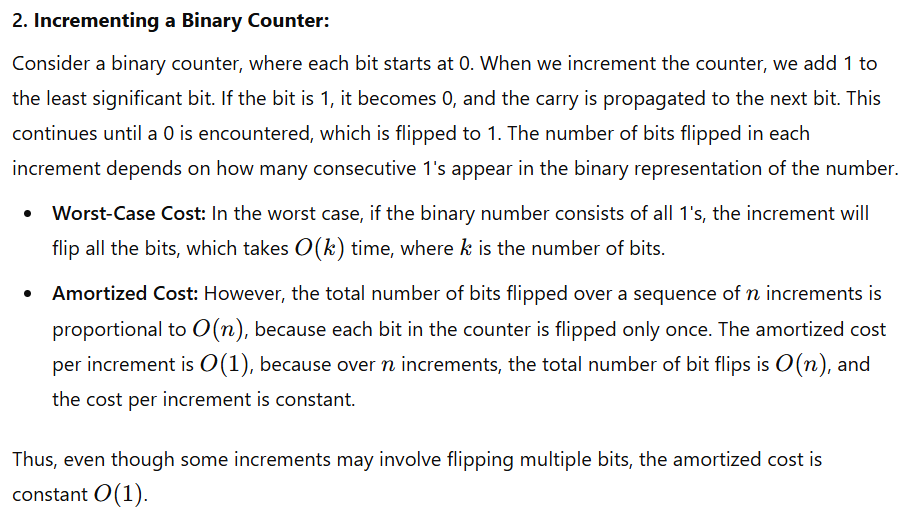 2. Incrementing a Binary Counter:
Consider a binary counter, where each bit starts at 0. When we increment the counter, we add 1 to
the least significant bit. If the bit is 1, it becomes 0, and the carry is propagated to the next bit. This
continues until a 0 is encountered, which is flipped to 1. The number of bits flipped in each
increment depends on how many consecutive 1's appear in the binary representation of the number.
• Worst-Case Cost: In the worst case, if the binary number consists of all 1's, the increment will
flip all the bits, which takes O(k) time, where k is the number of bits.
• Amortized Cost: However, the total number of bits flipped over a sequence of n increments is
proportional to O(n), because each bit in the counter is flipped only once. The amortized cost
per increment is O(1), because over n increments, the total number of bit flips is O(n), and
the cost per increment is constant.
Thus, even though some increments may involve flipping multiple bits, the amortized cost is
constant O(1).